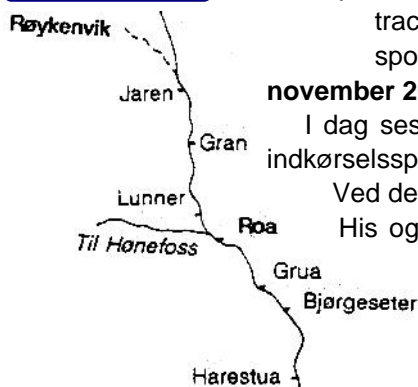 Røykenvik
Jaren
Gran
Lunner
Roa
Til Hønefoss
Grua
Bjørgeseter
Harestua
trac
spo
november 2
I dag ses
indkørselssp
Ved de
His og